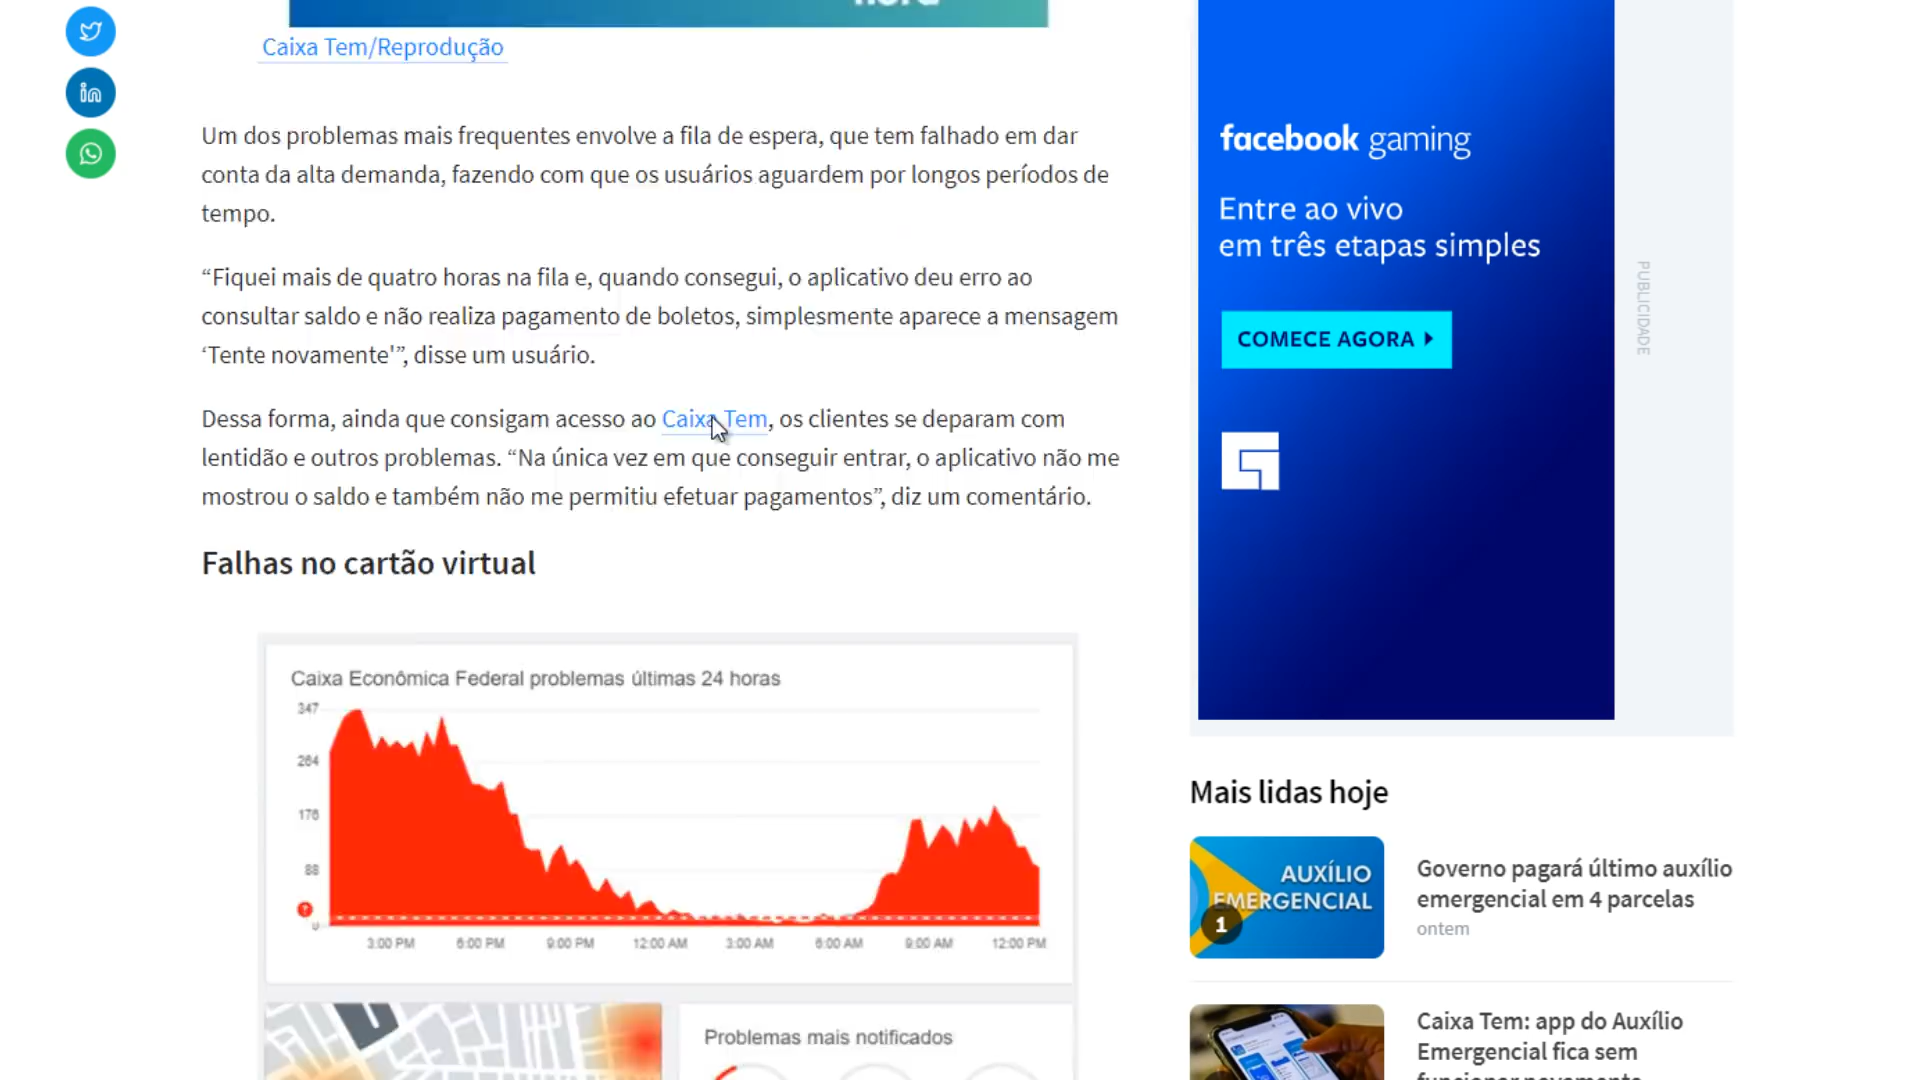 Caixa Tem/Reprodução
Um dos problemas mais frequentes envolve a fila de espera, que tem falhado em dar
conta da alta demanda, fazendo com que os usuários aguardem por longos períodos de
tempo.
“Fiquei mais de quatro horas na fila e, quando consegui, o aplicativo deu erro ao
consultar saldo e não realiza pagamento de boletos, simplesmente aparece a mensagem
‘Tente novamente'”, disse um usuário.
Dessa forma, ainda que consigam acesso ao Caixa Tem, os clientes se deparam com
lentidão e outros problemas. “Na única vez em que conseguir entrar, o aplicativo não me
mostrou o saldo e também não me permitiu efetuar pagamentos”, diz um comentário.
Falhas no cartão virtual
Caixa Econômica Federal problemas últimas 24 horas
347
264
176
88
0
3:00 PM 6:00 PM 9:00 PM 12:00 AM 3:00 AM 6:00 AM 9:00 AM 12:00 PM
Problemas mais notificados
facebook gaming
Entre ao vivo
em três etapas simples
COMECE AGORA
PUBLICIDADE
Mais lidas hoje
AUXÍLIO
EMERGENCIAL
1
Governo pagará último auxílio
emergencial em 4 parcelas
ontem
Caixa Tem: app do Auxílio
Emergencial fica sem
funcionar novamente